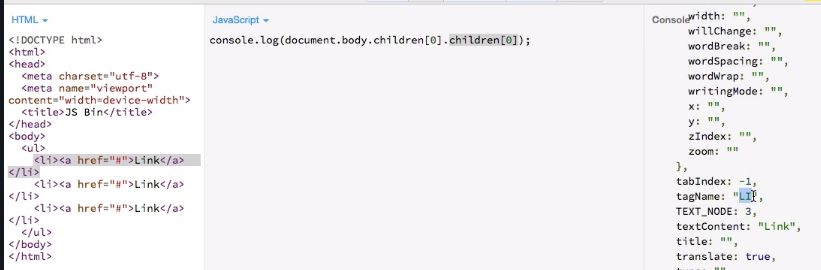 HTML
<!DOCTYPE html>
<html>
<head>
<meta charset="utf-8">
<meta name="viewport"
content="width=device-width">
<title>JS Bin</title>
</head>
<body>
<ul>
<li><a href="#">Link</a>
</li>
<li><a href="#">Link</a>
</li>
<li><a href="#">Link</a>
</li>
</ul>
</body>
</html>
JavaScript
console.log(document.body.children[0].children[0]);
Console
width: "",
willChange: "",
wordBreak: "",
wordSpacing: "",
wordWrap: "",
writingMode: "",
x: "",
y: "",
zIndex: "",
zoom: ""
},
tabIndex: -1,
tagName: "LI",
TEXT_NODE: 3,
textContent: "Link",
title: "",
translate: true,